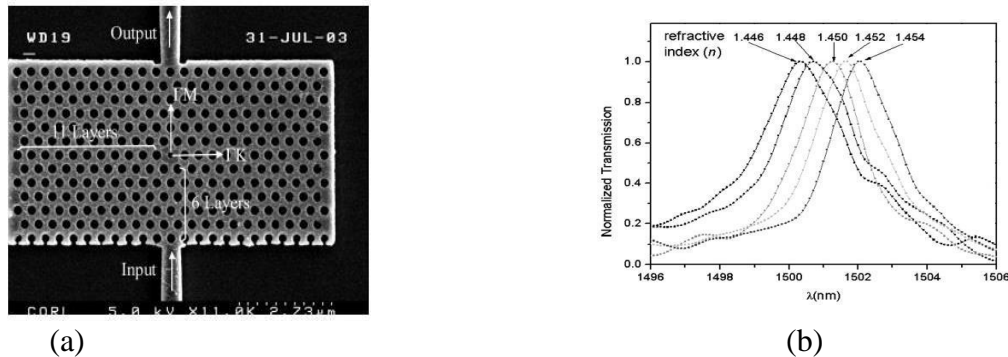 Output
WD19
31-JUL-03
ΓM
11 Layers
ΓK
6 Layers
Input
5.0 kV X11.0K 2.73μm
(a)
refractive
index (n)
1.446
1.448
1.450
1.452
1.454
Normalized Transmission
1.0
0.8
0.6
0.4
0.2
0.0
1496
1498
1500
1502
1504
1506
λ(nm)
(b)